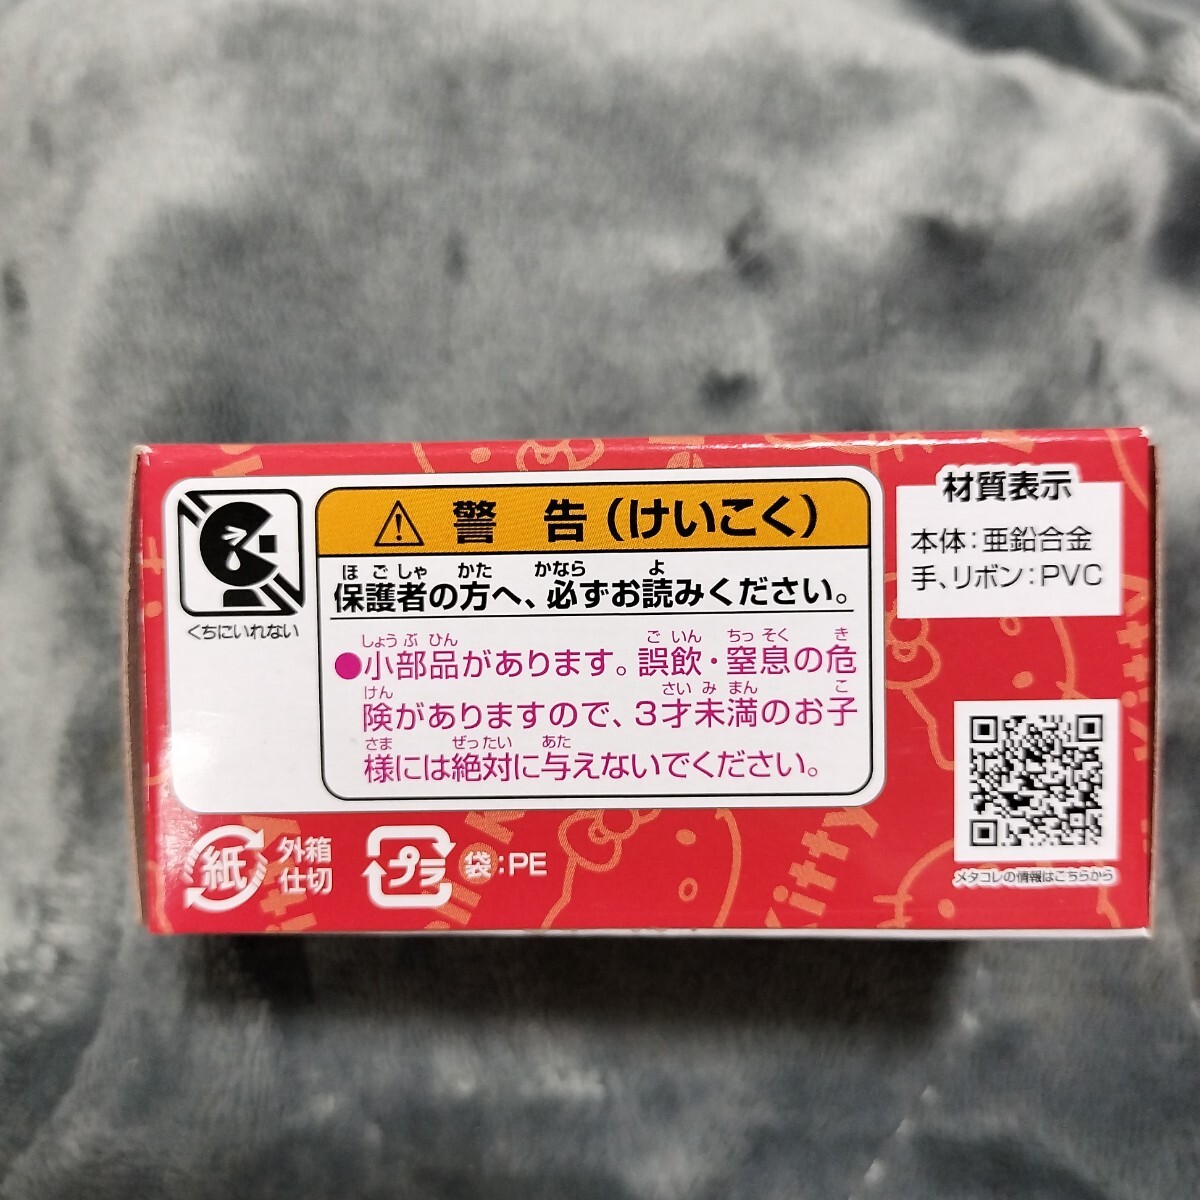 くちにいれない
警 告(けいこく)
ほごしゃ かた かなら よ
保護者の方へ、必ずお読みください。
しょうぶひん ごいん ちっそく き
●小部品があります。誤飲・窒息の危
けん さいみまん こ
険がありますので、3才未満のお子
さま ぜったい あた
様には絶対に与えないでください。
材質表示
本体:亜鉛合金
手、リボン:PVC
メタコレの情報はこちらから
紙
外箱
仕切
プラ
袋:PE
Kitty